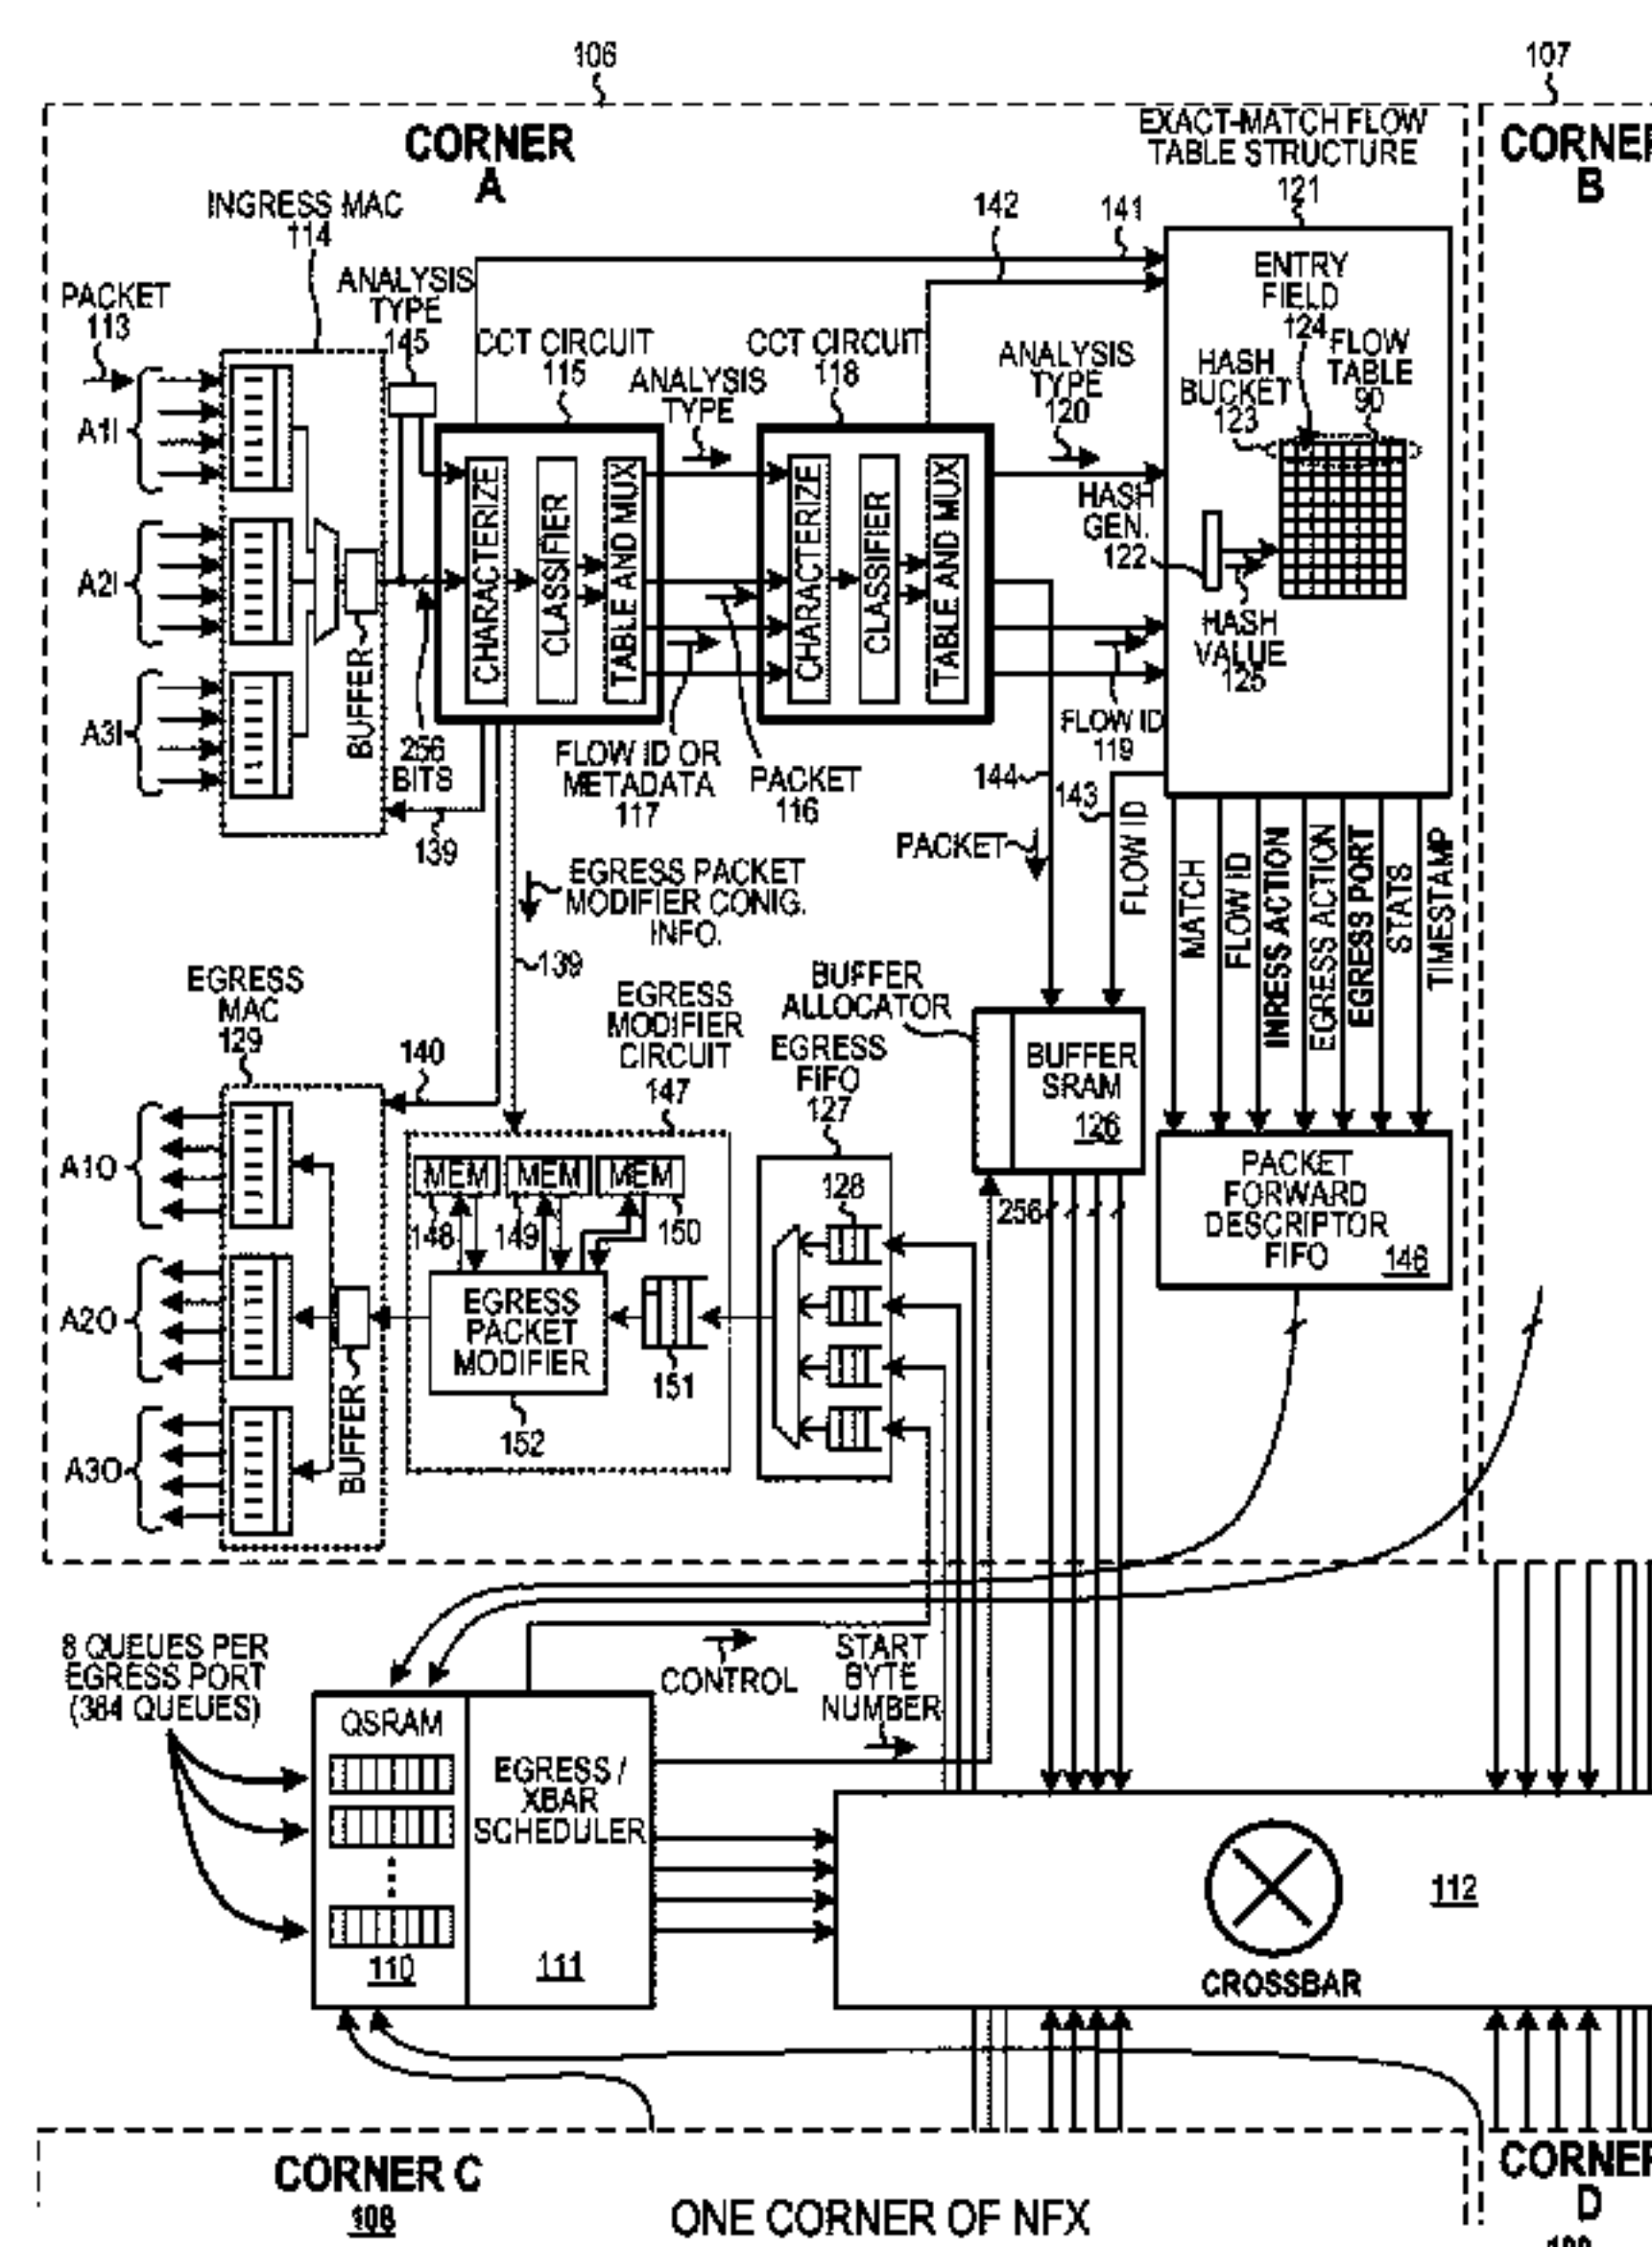 106
107
CORNER
A
EXACT-MATCH FLOW
TABLE STRUCTURE
121
CORNER
B
INGRESS MAC
114
142
141
PACKET
113
ANALYSIS
TYPE
145
CCT CIRCUIT
115
ANALYSIS
TYPE
CCT CIRCUIT
118
ANALYSIS
TYPE
120
ENTRY
FIELD
124
FLOW
TABLE
90
HASH
BUCKET
123
A1I
A2I
A3I
BUFFER
256
BITS
CHARACTERIZE
CLASSIFIER
TABLE AND MUX
CHARACTERIZE
CLASSIFIER
TABLE AND MUX
HASH
GEN.
122
HASH
VALUE
125
FLOW ID OR
METADATA
117
PACKET
116
FLOW ID
119
144
143
139
PACKET
FLOW ID
EGRESS PACKET
MODIFIER CONIG.
INFO.
139
MATCH
FLOW ID
INRESS ACTION
EGRESS ACTION
EGRESS PORT
STATS
TIMESTAMP
EGRESS
MAC
129
140
EGRESS
MODIFIER
CIRCUIT
147
BUFFER
ALLOCATOR
EGRESS
FIFO
127
BUFFER
SRAM
126
A1O
A2O
A3O
MEM
MEM
MEM
148
149
150
128
256
PACKET
FORWARD
DESCRIPTOR
FIFO
146
EGRESS
PACKET
MODIFIER
152
151
BUFFER
8 QUEUES PER
EGRESS PORT
(384 QUEUES)
CONTROL
START
BYTE
NUMBER
QSRAM
110
EGRESS /
XBAR
SCHEDULER
111
112
CROSSBAR
CORNER C
108
ONE CORNER OF NFX
CORNER
D